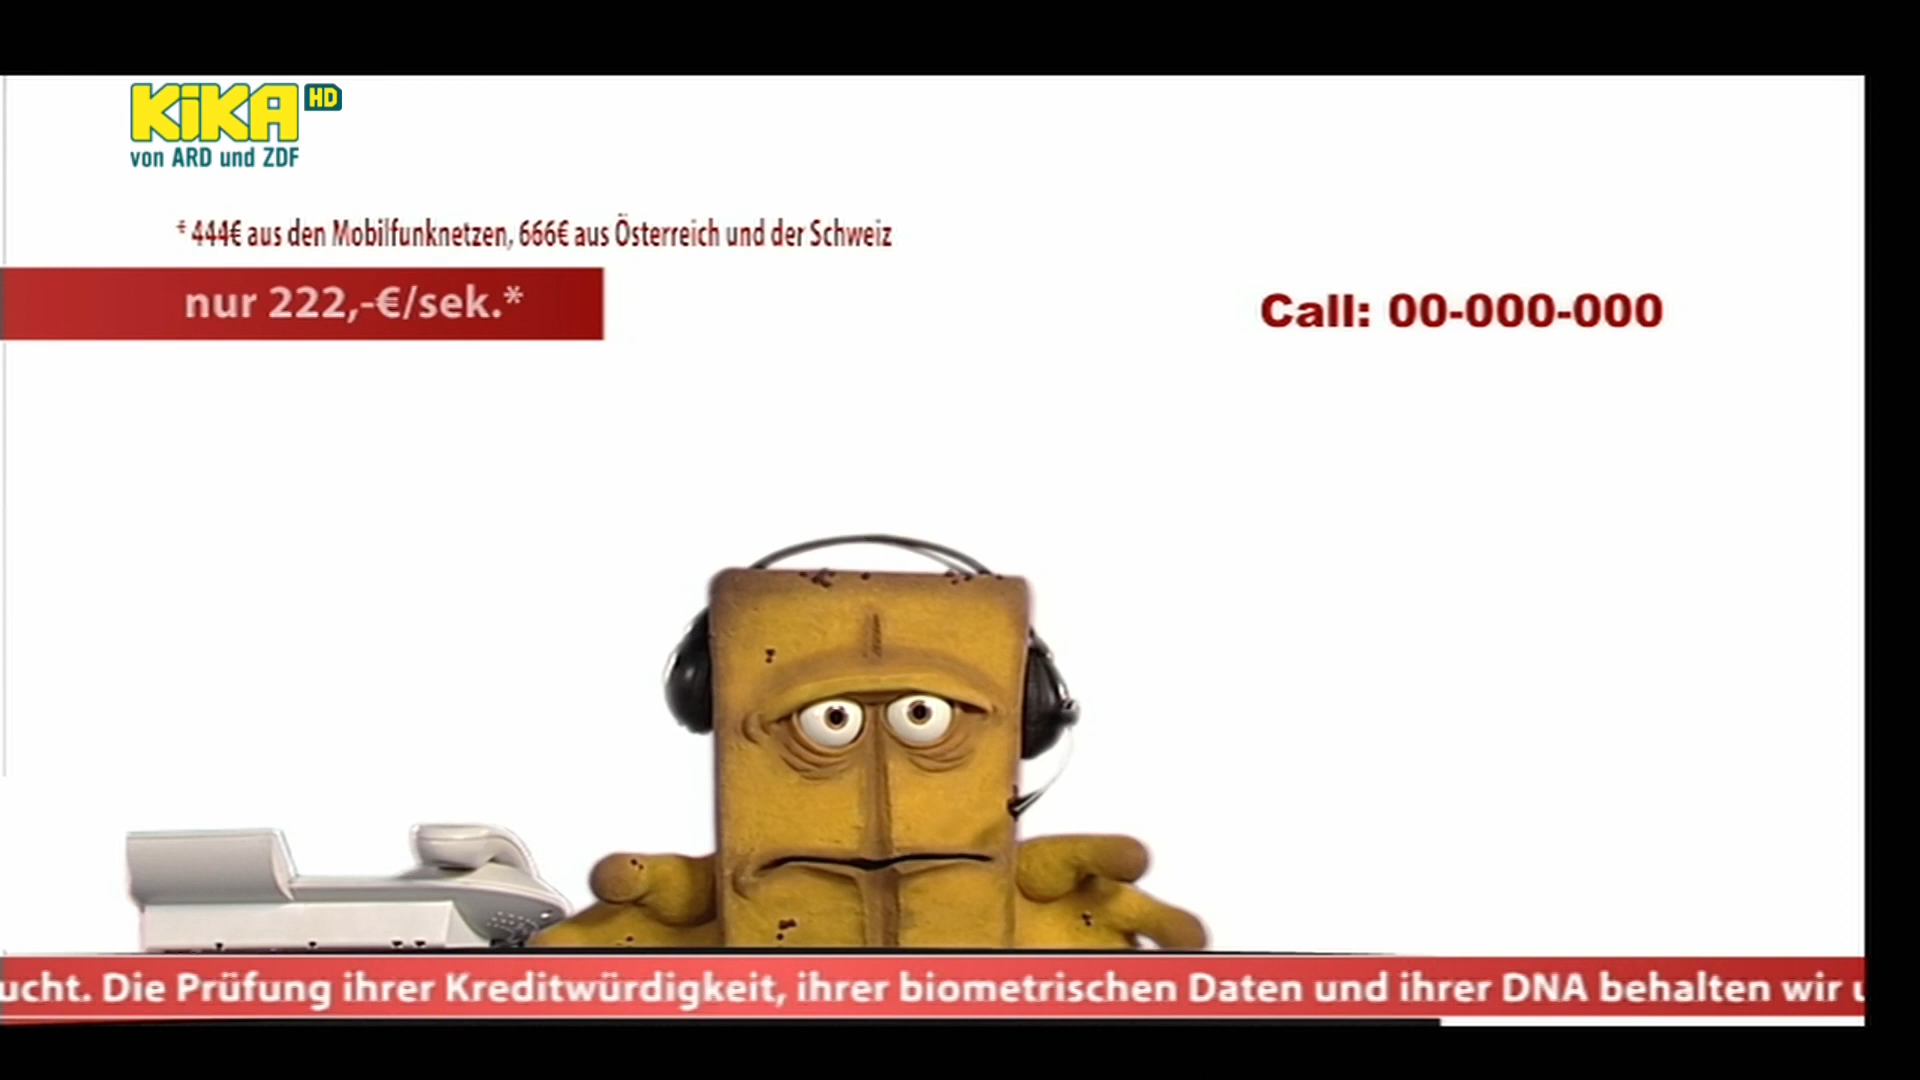 KiKA HD
von ARD und ZDF
* 444€ aus den Mobilfunknetzen, 666€ aus Österreich und der Schweiz
nur 222,-€/sek.*
Call: 00-000-000
ucht. Die Prüfung ihrer Kreditwürdigkeit, ihrer biometrischen Daten und ihrer DNA behalten wir